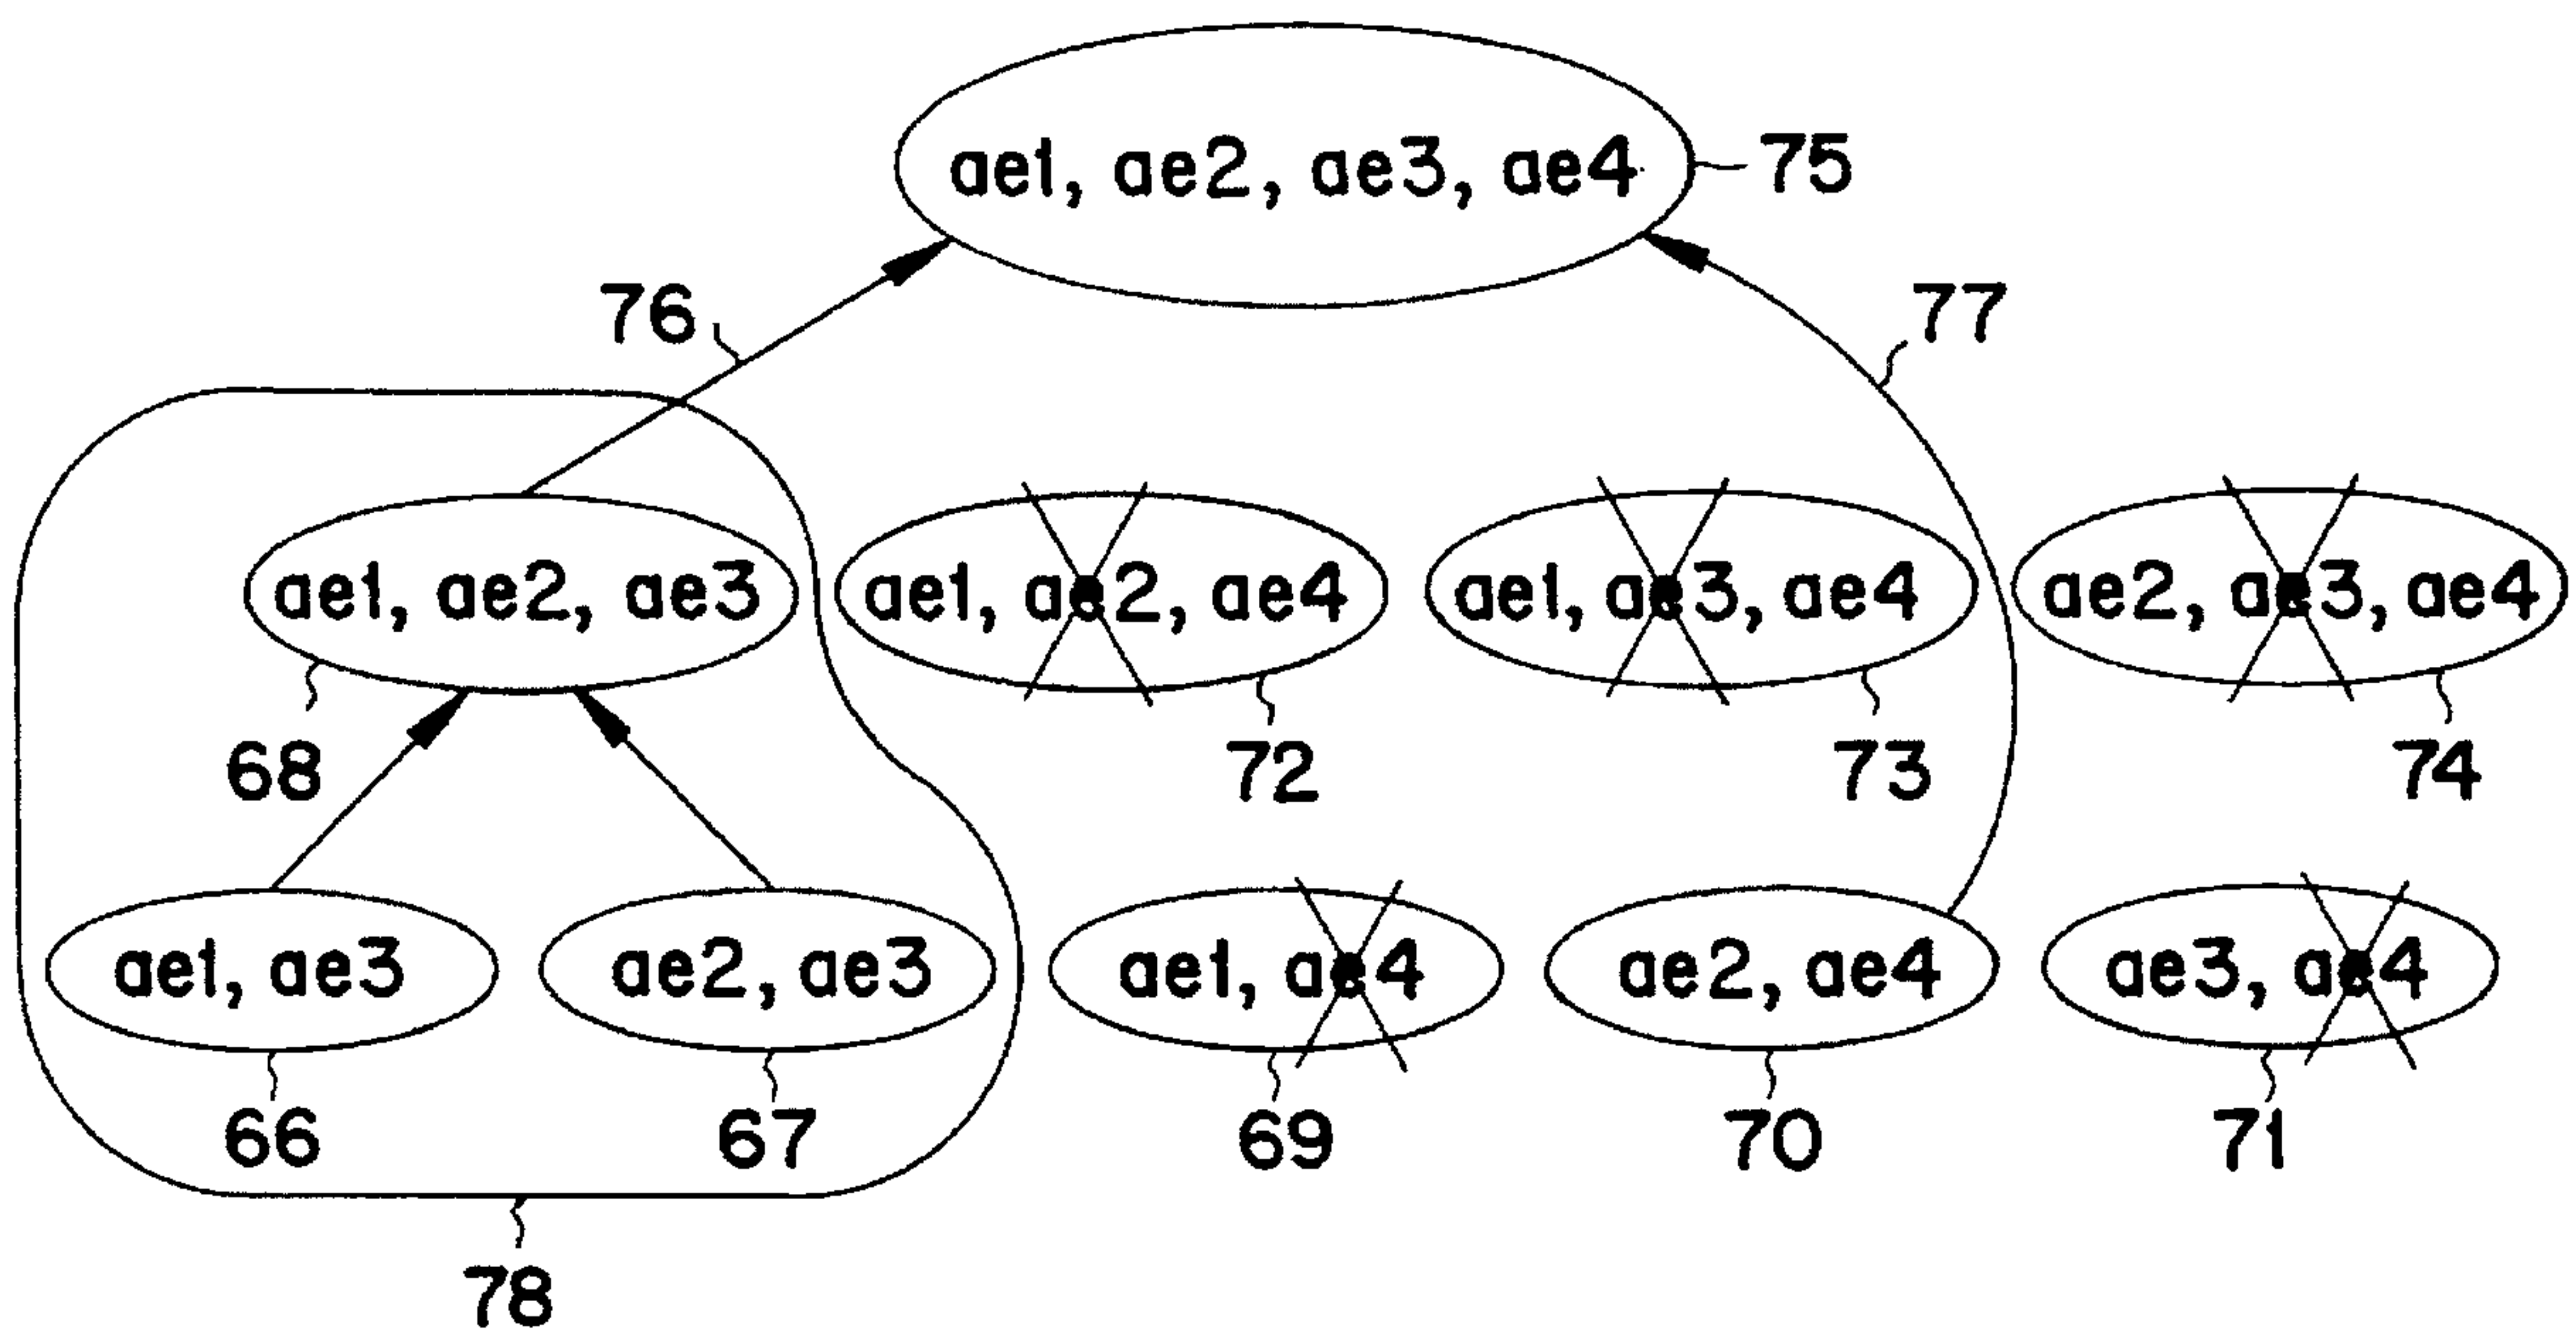 ae1, ae2, ae3, ae4 75
76 77
ae1, ae2, ae3 ae1, ae2, ae4 ae1, ae3, ae4 ae2, ae3, ae4
68 72 73 74
ae1, ae3 ae2, ae3 ae1, ae4 ae2, ae4 ae3, ae4
66 67 69 70 71
78